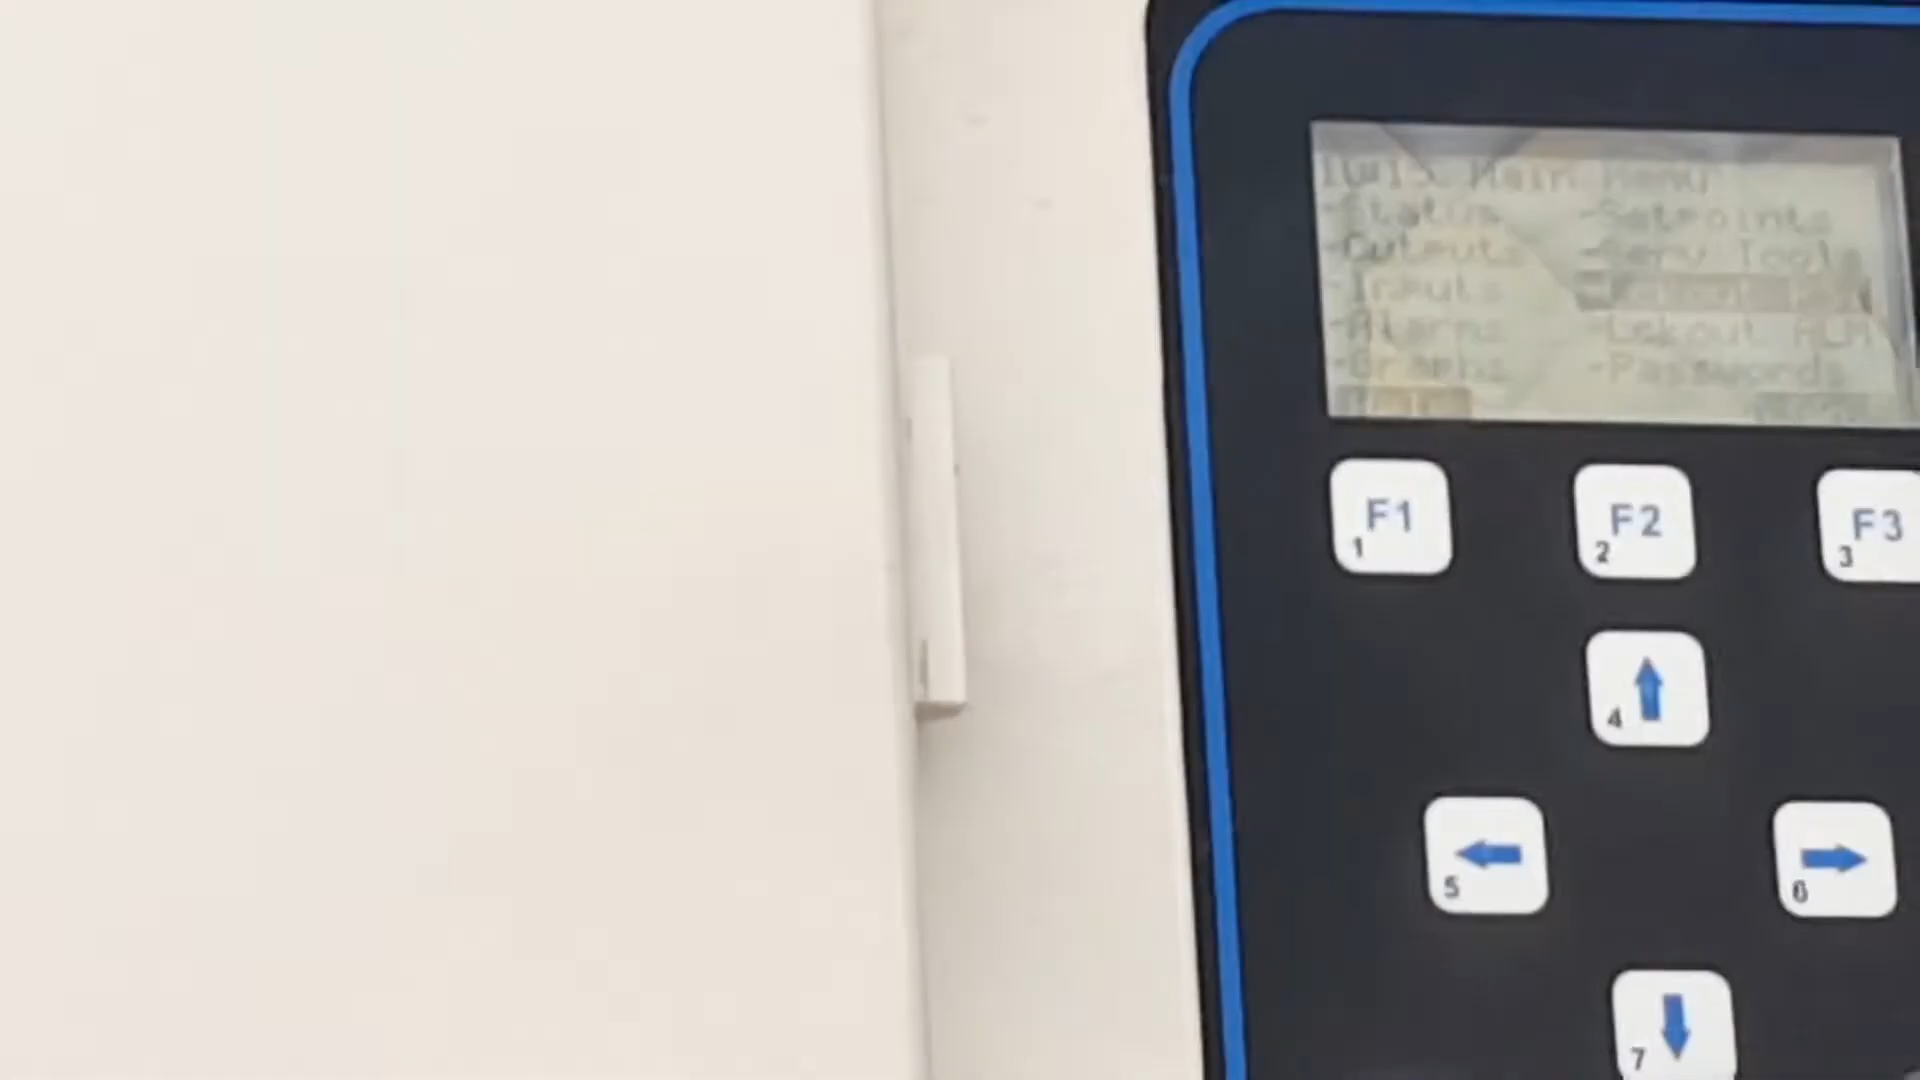 Main Menu
-Status -Setpoints
-Outputs -Serv Tools
-Inputs
-Alarms -Lckout ALM
-Graphs -Passwords
F1 1
F2 2
F3 3
4
5
6
7